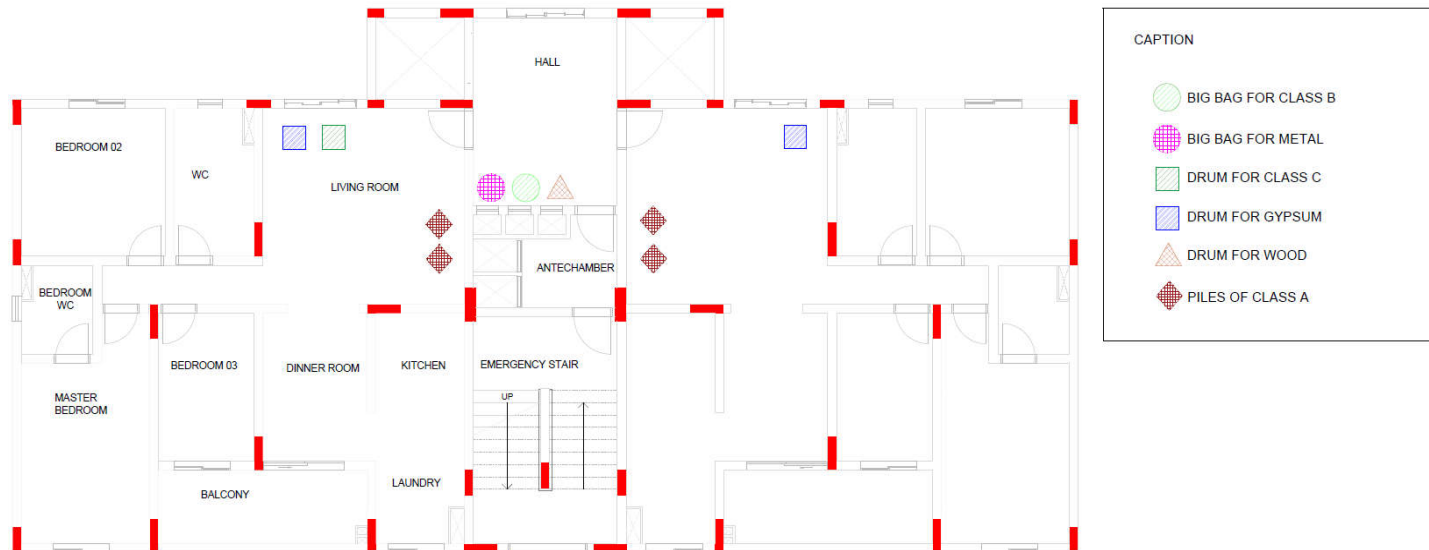 HALL
CAPTION
BIG BAG FOR CLASS B
BIG BAG FOR METAL
DRUM FOR CLASS C
DRUM FOR GYPSUM
DRUM FOR WOOD
PILES OF CLASS A
BEDROOM 02
WC
LIVING ROOM
ANTECHAMBER
BEDROOM
WC
BEDROOM 03
DINNER ROOM
KITCHEN
EMERGENCY STAIR
MASTER
BEDROOM
UP
LAUNDRY
BALCONY